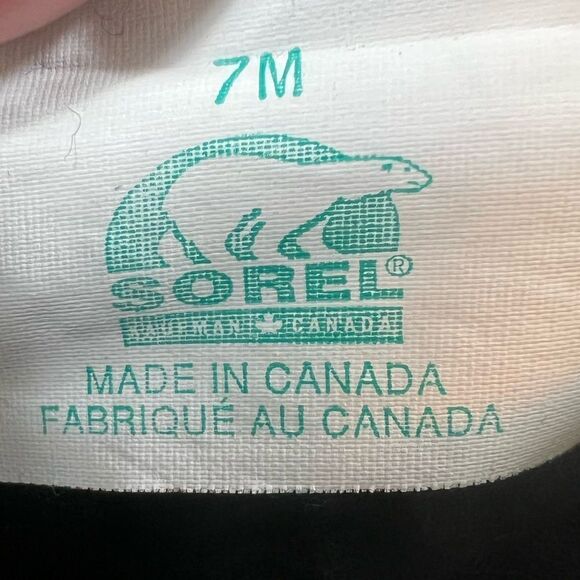 7M
SOREL®
KAUFMAN CANADA
MADE IN CANADA
FABRIQUÉ AU CANADA